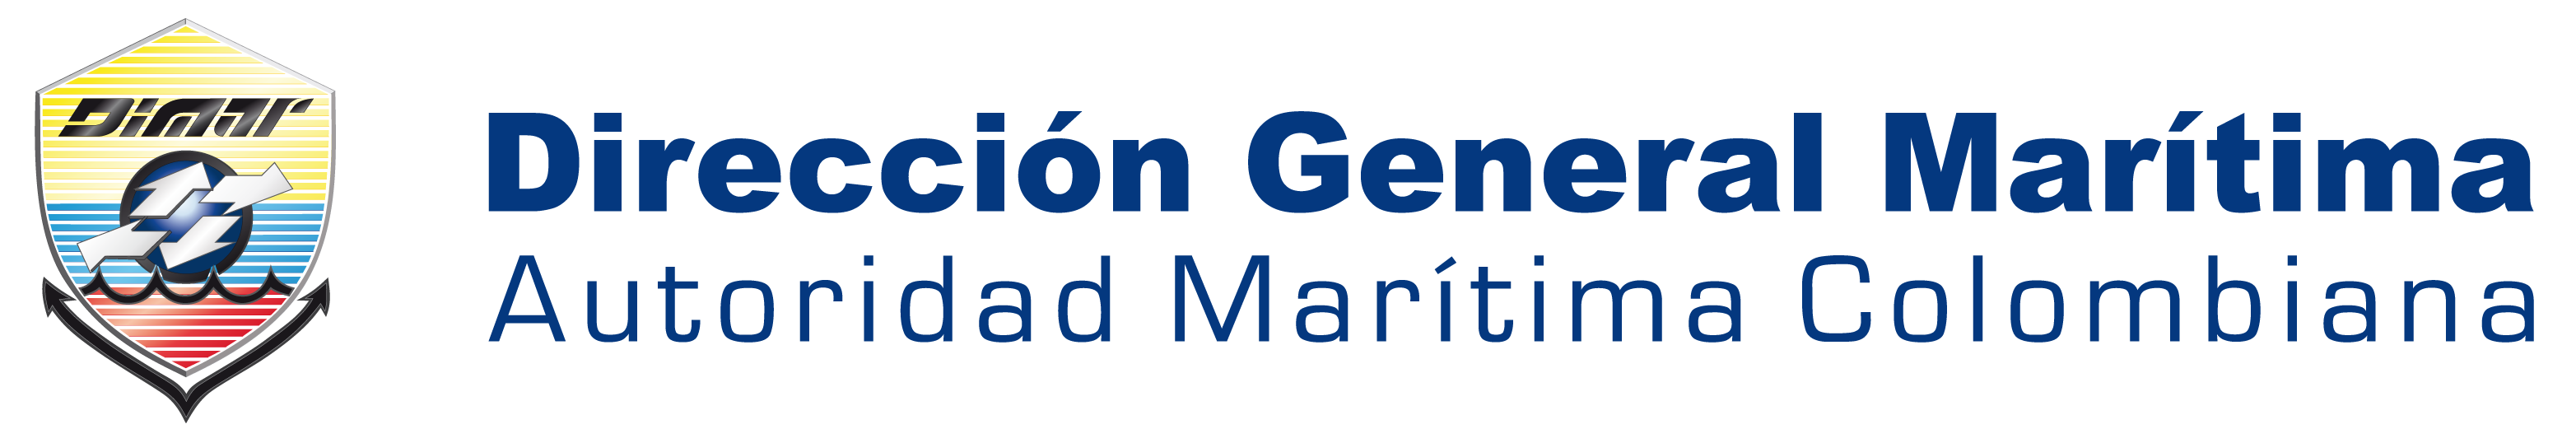 Dimar
Dirección General Marítima
Autoridad Marítima Colombiana